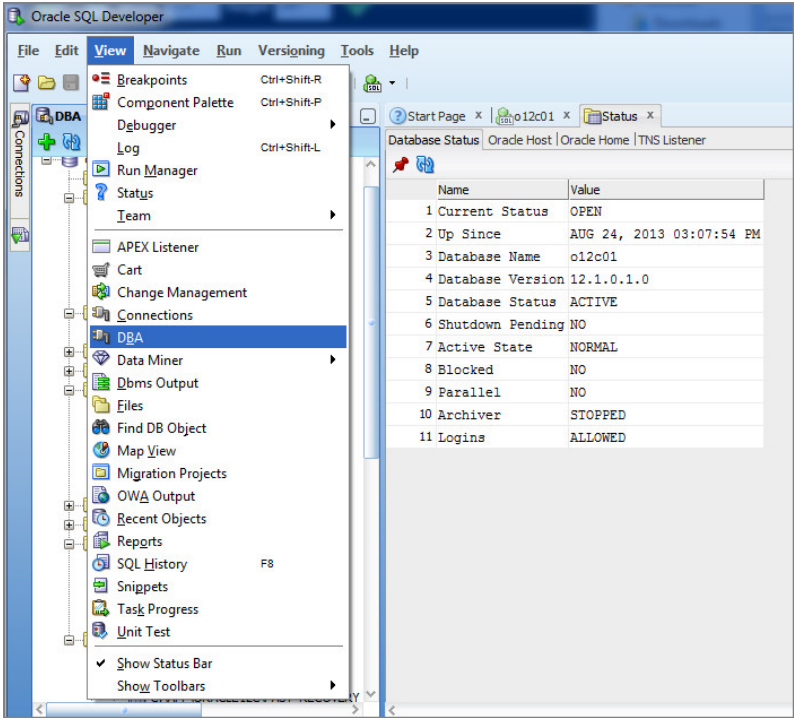 Oracle SQL Developer
File Edit View Navigate Run Versioning Tools Help
Connections
DBA
Breakpoints Ctrl+Shift-R
Component Palette Ctrl+Shift-P
Debugger
Log Ctrl+Shift-L
Run Manager
Status
Team
APEX Listener
Cart
Change Management
Connections
DBA
Data Miner
Dbms Output
Files
Find DB Object
Map View
Migration Projects
OWA Output
Recent Objects
Reports
SQL History F8
Snippets
Task Progress
Unit Test
Show Status Bar
Show Toolbars
Start Page x o12c01 x Status x
Database Status Oracle Host Oracle Home TNS Listener
Name Value
1 Current Status OPEN
2 Up Since AUG 24, 2013 03:07:54 PM
3 Database Name o12c01
4 Database Version 12.1.0.1.0
5 Database Status ACTIVE
6 Shutdown Pending NO
7 Active State NORMAL
8 Blocked NO
9 Parallel NO
10 Archiver STOPPED
11 Logins ALLOWED